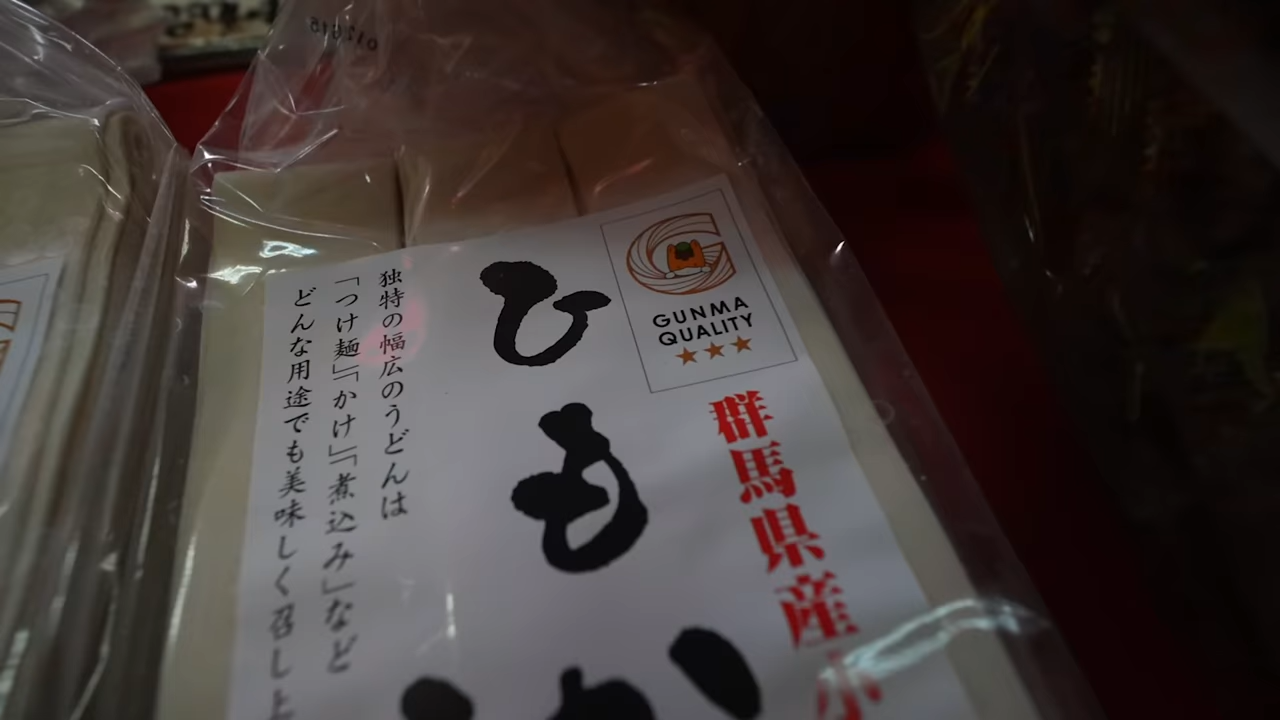 GUNMA
QUALITY
群馬県産小
ひもか
独特の幅広のうどんは
「つけ麺」「かけ」「煮込み」など
どんな用途でも美味しく召し上